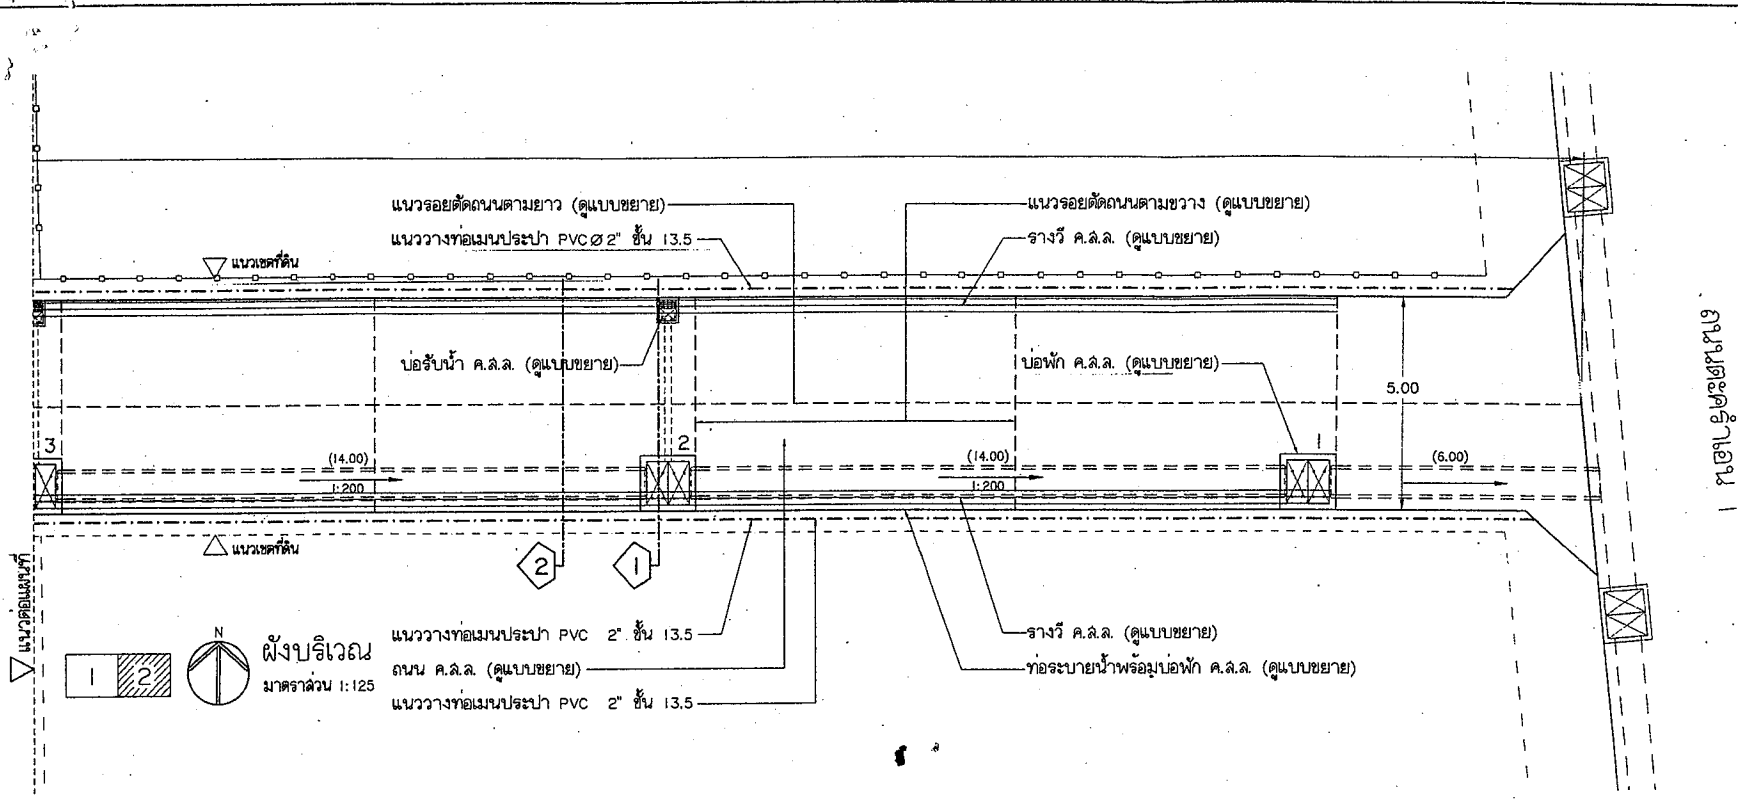 แนวรอยตัดถนนตามยาว (ดูแบบขยาย)
แนวรอยตัดถนนตามขวาง (ดูแบบขยาย)
แนววางท่อเมนประปา PVC Ø 2" ชั้น 13.5
รางวี ค.ส.ล. (ดูแบบขยาย)
แนวเขตที่ดิน
บ่อรับน้ำ ค.ส.ล. (ดูแบบขยาย)
บ่อพัก ค.ส.ล. (ดูแบบขยาย)
5.00
3
2
1
(14.00)
1:200
(14.00)
1:200
(6.00)
แนวเขตที่ดิน
2
1
แนวต่อแผ่นที่
1
2
N
ผังบริเวณ
มาตราส่วน 1:125
แนววางท่อเมนประปา PVC 2" ชั้น 13.5
ถนน ค.ส.ล. (ดูแบบขยาย)
แนววางท่อเมนประปา PVC 2" ชั้น 13.5
รางวี ค.ส.ล. (ดูแบบขยาย)
ท่อระบายน้ำพร้อมบ่อพัก ค.ส.ล. (ดูแบบขยาย)